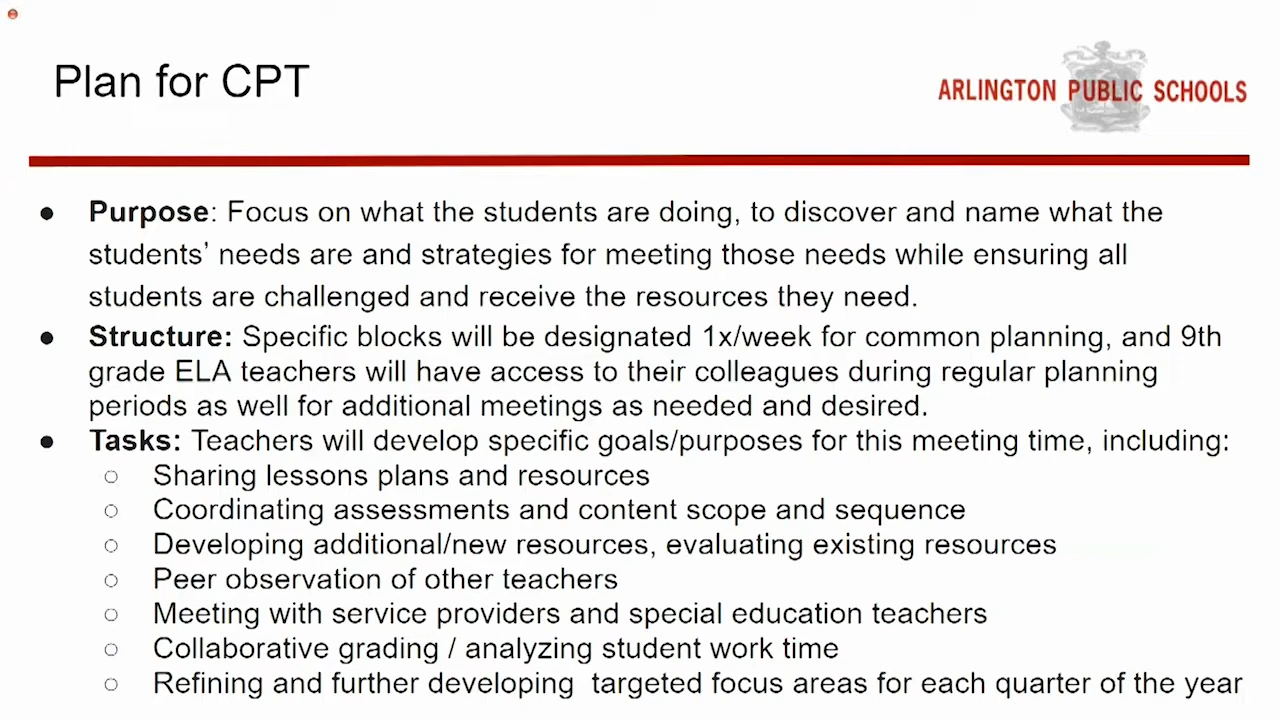 Plan for CPT
ARLINGTON PUBLIC SCHOOLS
● Purpose: Focus on what the students are doing, to discover and name what the
students’ needs are and strategies for meeting those needs while ensuring all
students are challenged and receive the resources they need.
● Structure: Specific blocks will be designated 1x/week for common planning, and 9th
grade ELA teachers will have access to their colleagues during regular planning
periods as well for additional meetings as needed and desired.
● Tasks: Teachers will develop specific goals/purposes for this meeting time, including:
○ Sharing lessons plans and resources
○ Coordinating assessments and content scope and sequence
○ Developing additional/new resources, evaluating existing resources
○ Peer observation of other teachers
○ Meeting with service providers and special education teachers
○ Collaborative grading / analyzing student work time
○ Refining and further developing  targeted focus areas for each quarter of the year